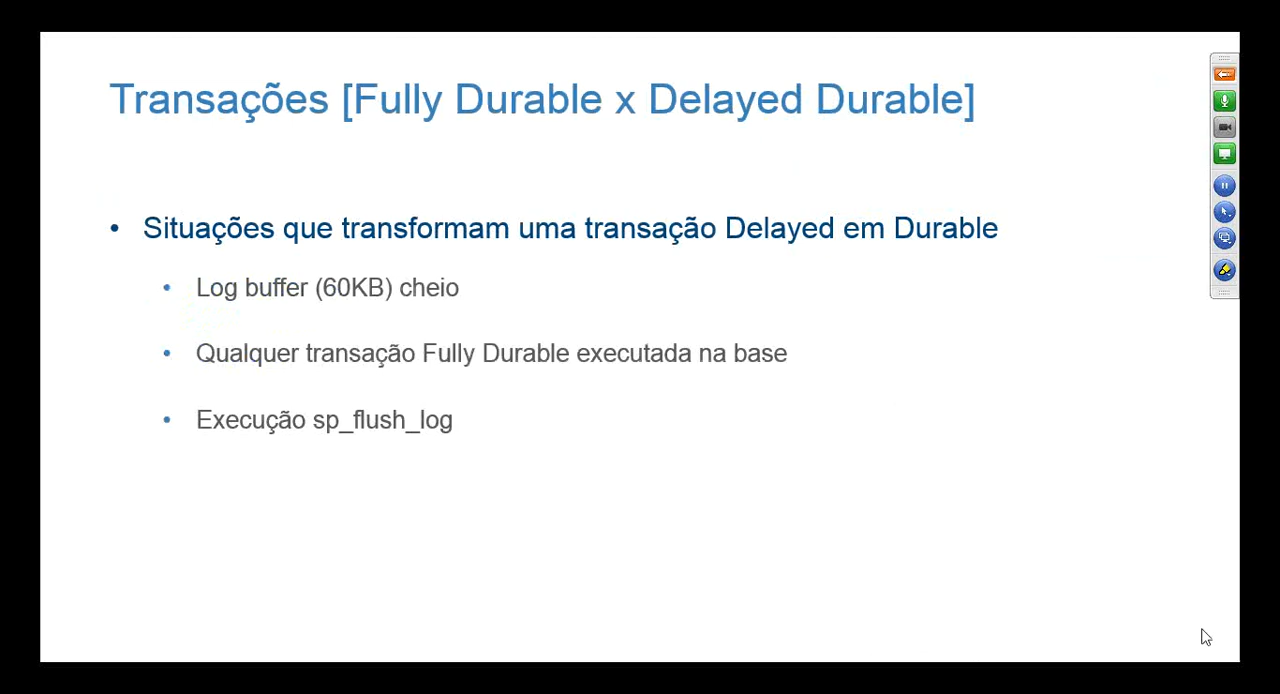 Transações [Fully Durable x Delayed Durable]
• Situações que transformam uma transação Delayed em Durable
• Log buffer (60KB) cheio
• Qualquer transação Fully Durable executada na base
• Execução sp_flush_log